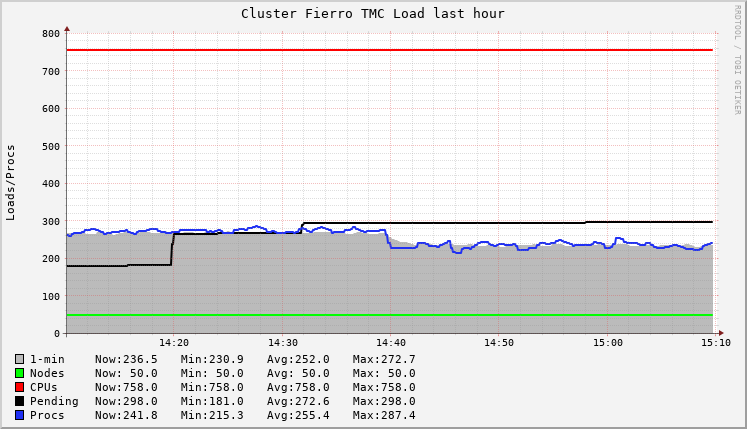 Cluster Fierro TMC Load last hour
RRDTOOL / TOBI OETIKER
Loads/Procs
800
700
600
500
400
300
200
100
0
14:20 14:30 14:40 14:50 15:00 15:10
1-min Now:236.5 Min:230.9 Avg:252.0 Max:272.7
Nodes Now: 50.0 Min: 50.0 Avg: 50.0 Max: 50.0
CPUs Now:758.0 Min:758.0 Avg:758.0 Max:758.0
Pending Now:298.0 Min:181.0 Avg:272.6 Max:298.0
Procs Now:241.8 Min:215.3 Avg:255.4 Max:287.4